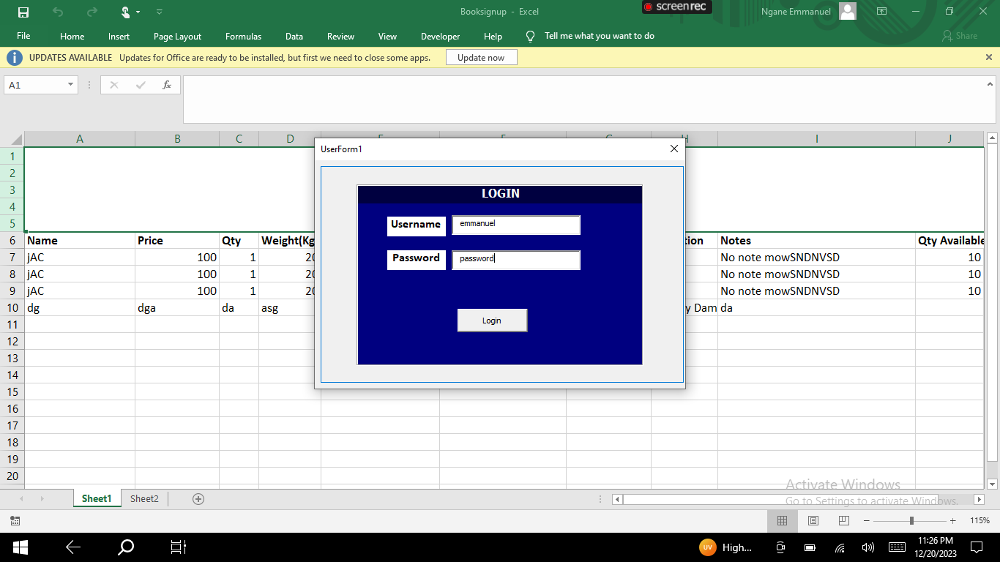 Booksignup - Excel
screenrec
Ngane Emmanuel
File Home Insert Page Layout Formulas Data Review View Developer Help Tell me what you want to do Share
UPDATES AVAILABLE Updates for Office are ready to be installed, but first we need to close some apps. Update now
A1 fx
A B C D H I J
UserForm1
LOGIN
Username emmanuel
Password password
Login
1
2
3
4
5
6 Name Price Qty Weight(Kg tion Notes Qty Available
7 jAC 100 1 20 No note mowSNDNVSD 10
8 jAC 100 1 20 No note mowSNDNVSD 10
9 jAC 100 1 20 No note mowSNDNVSD 10
10 dg dga da asg y Dam da
11
12
13
14
15
16
17
18
19
20
Activate Windows
Go to Settings to activate Windows.
Sheet1 Sheet2
115%
UV High...
11:26 PM
12/20/2023